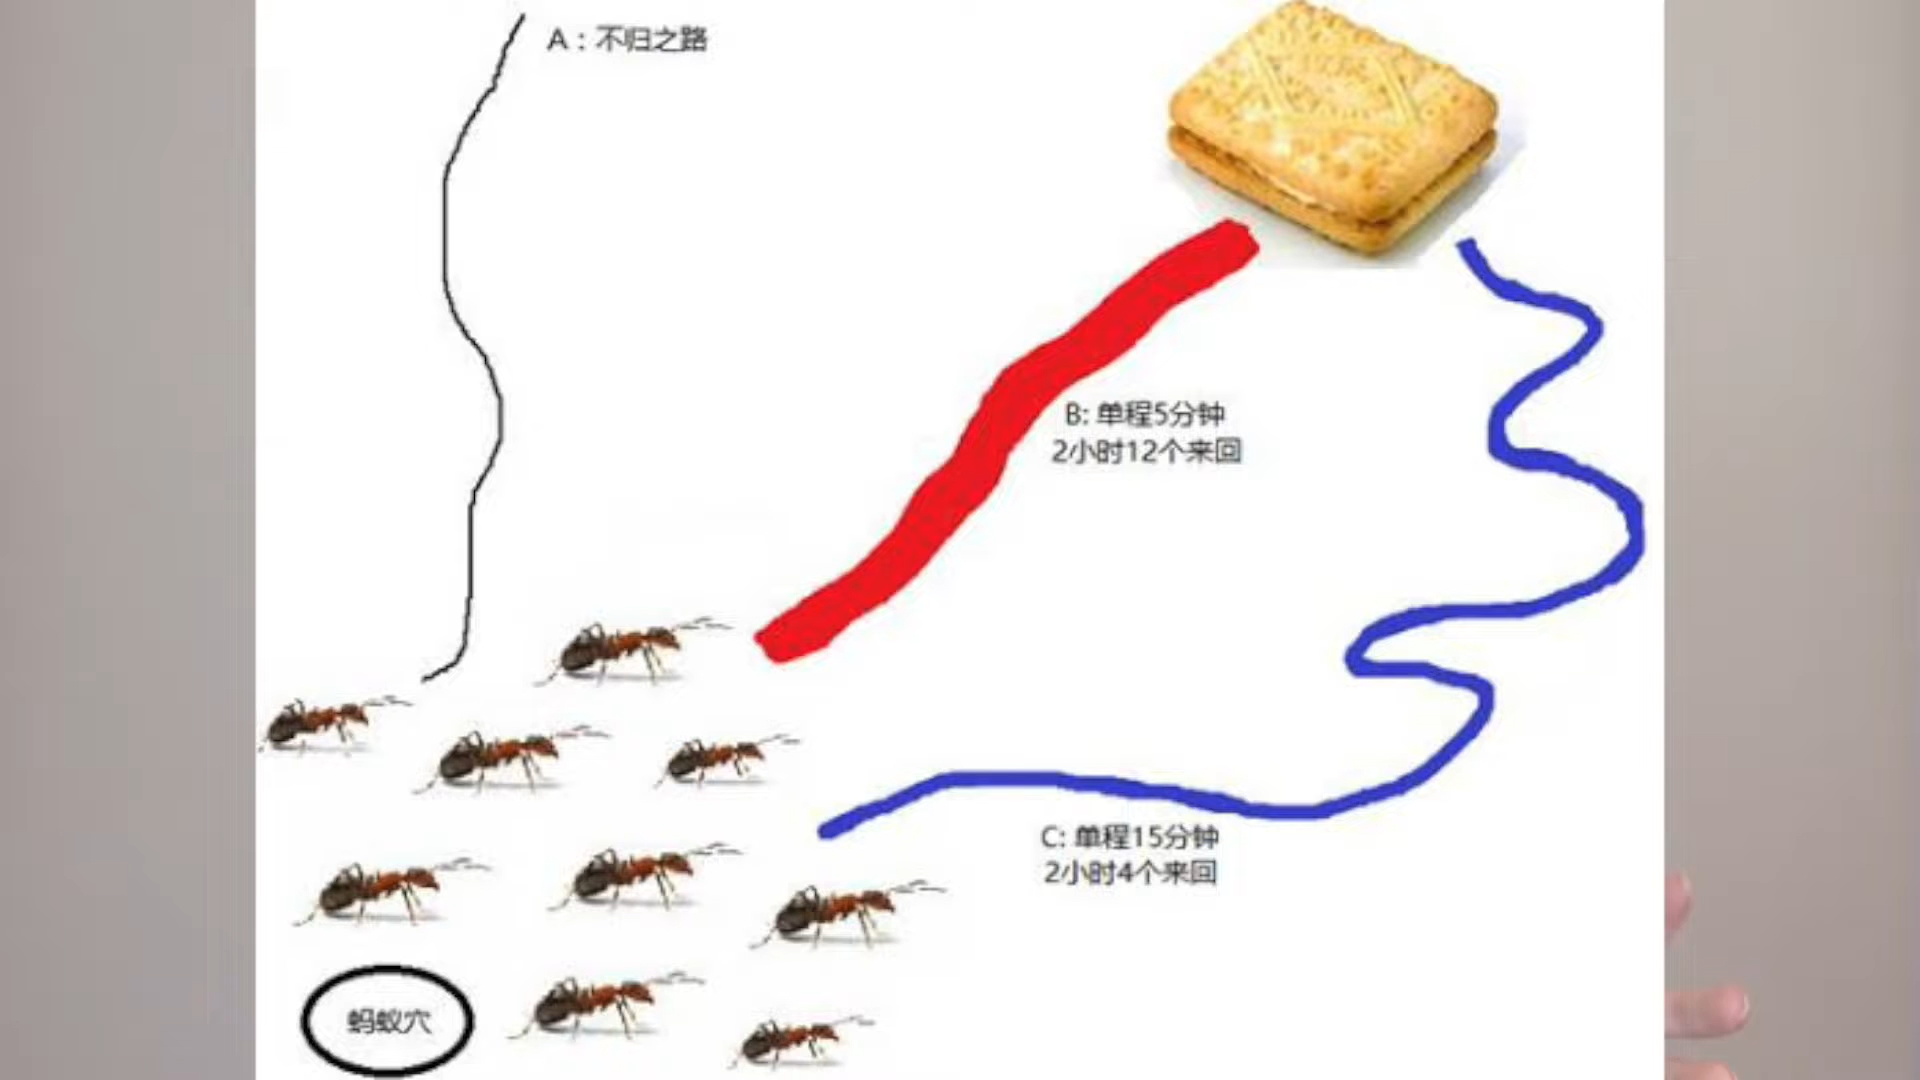 A：不归之路
B: 单程5分钟
2小时12个来回
C: 单程15分钟
2小时4个来回
蚂蚁穴